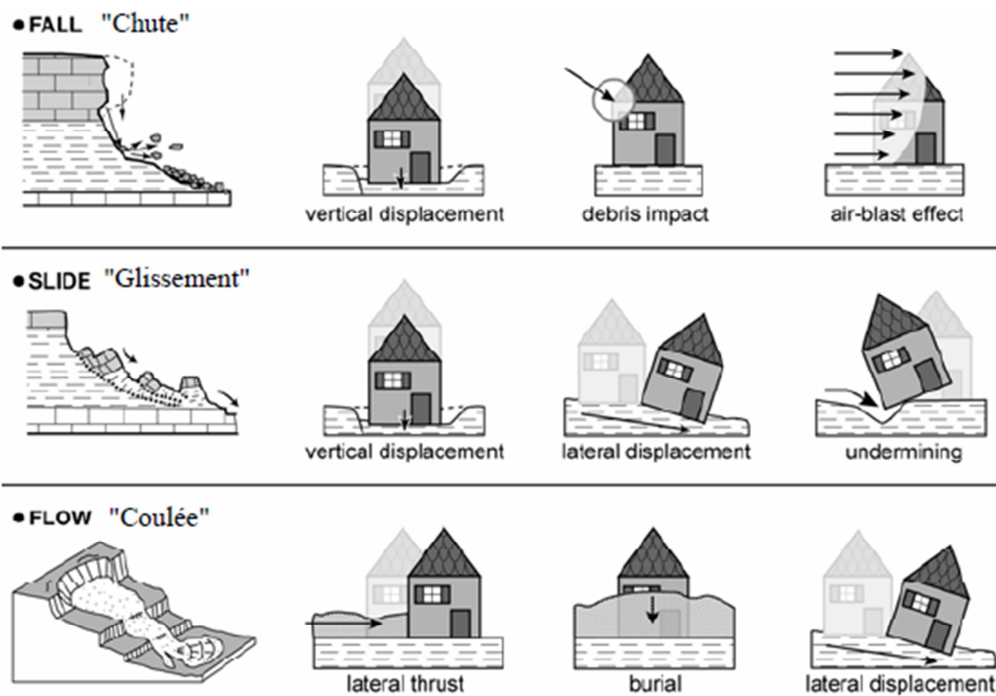 ● FALL "Chute"
vertical displacement debris impact air-blast effect
● SLIDE "Glissement"
vertical displacement lateral displacement undermining
● FLOW "Coulée"
lateral thrust burial lateral displacement